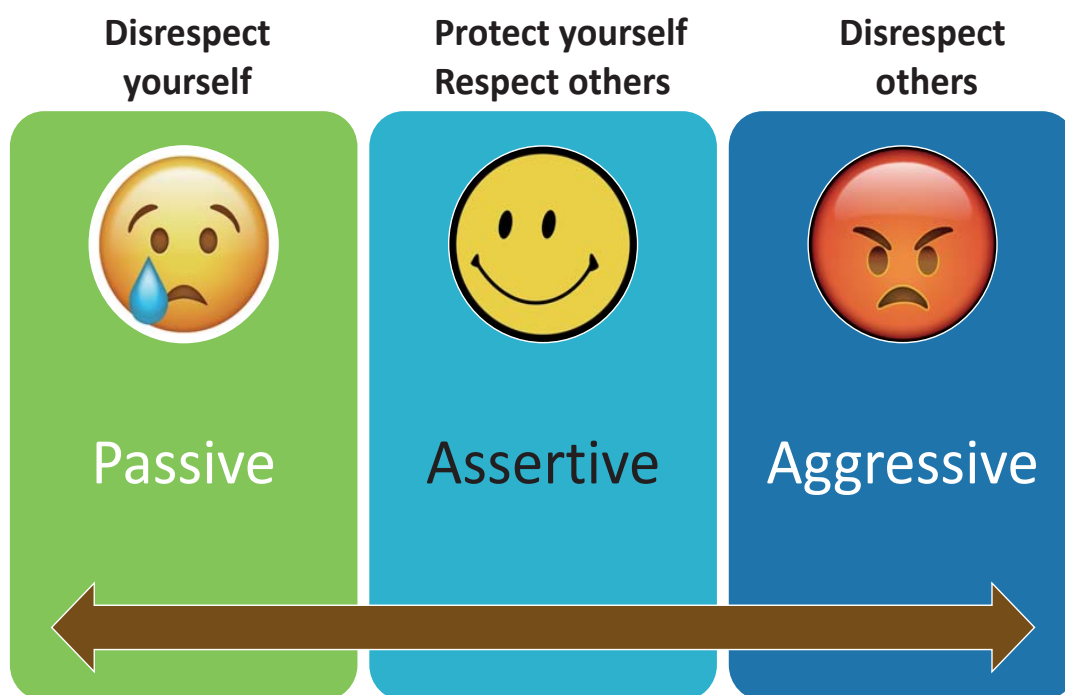 Disrespect
yourself
Protect yourself
Respect others
Disrespect
others
Passive
Assertive
Aggressive